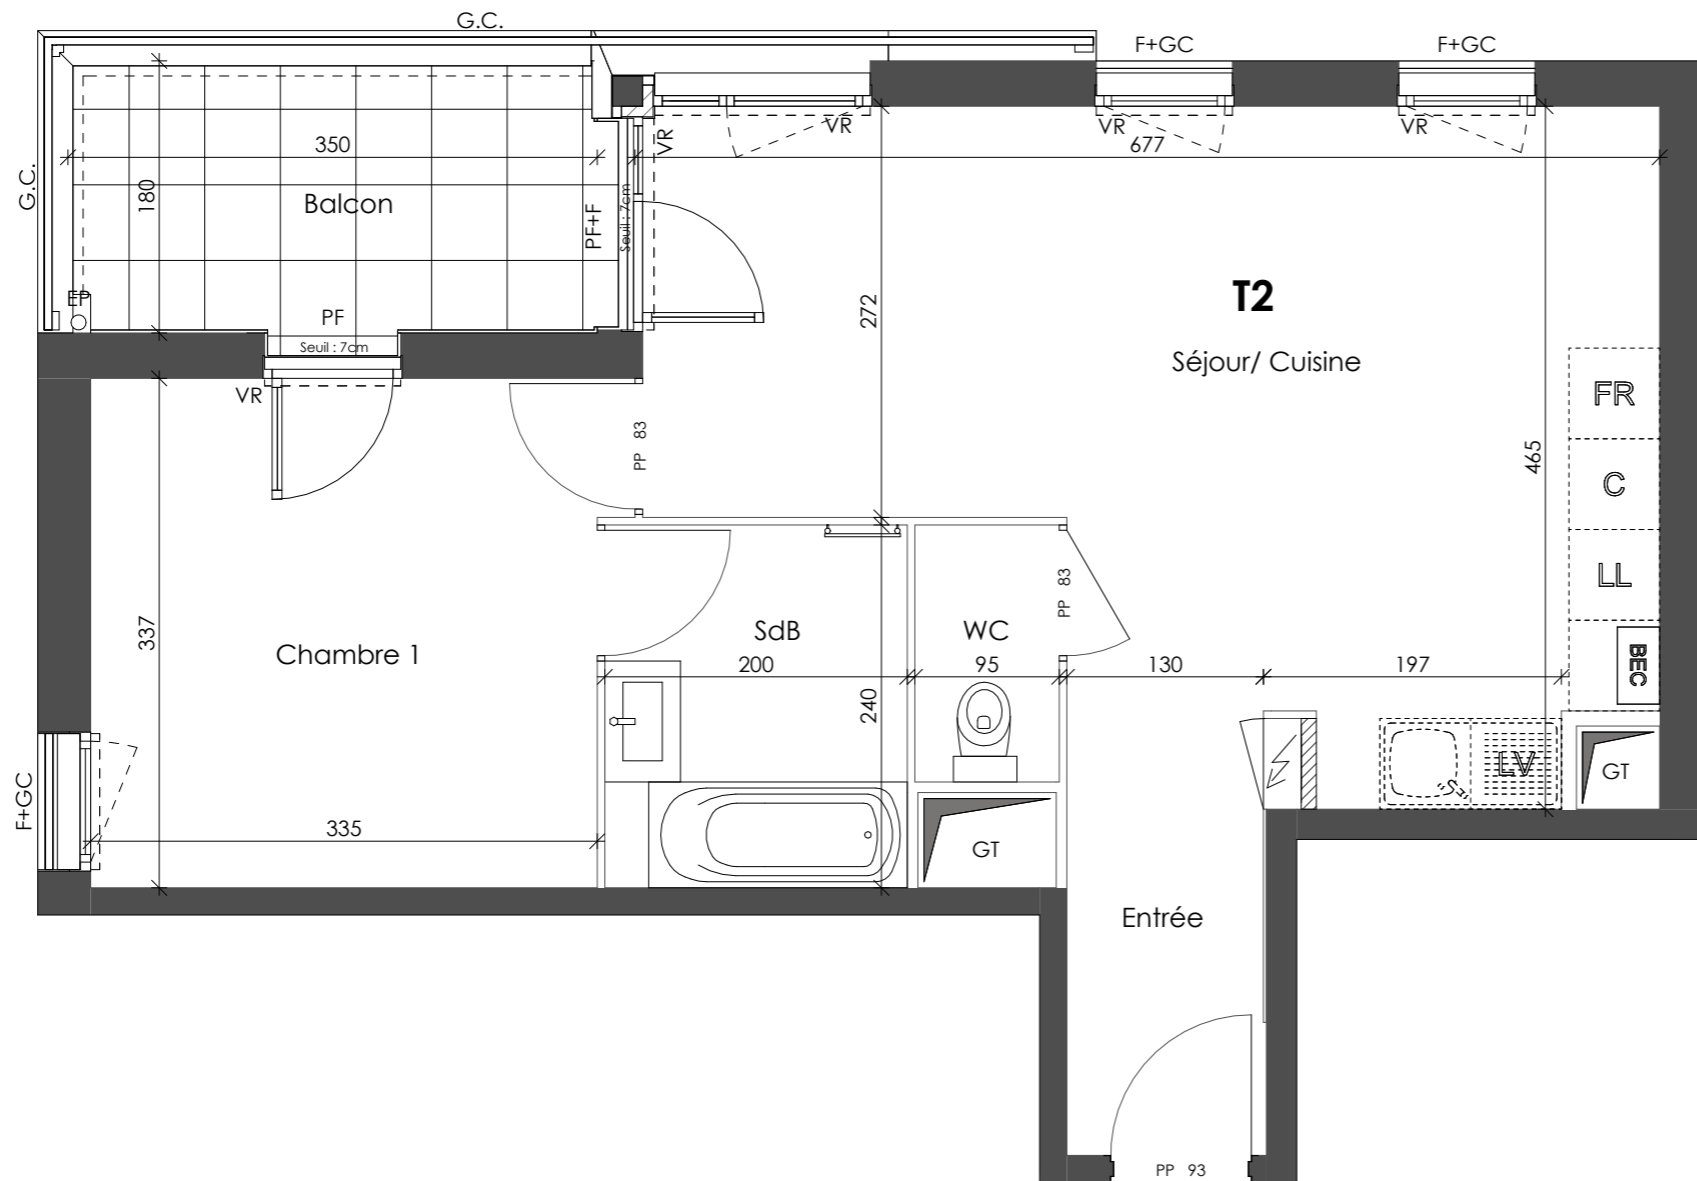 G.C.
F+GC
F+GC
VR
VR
VR
VR
350
677
G.C.
180
Balcon
PF+F
Seuil : 7cm
T2
EP
PF
272
Seuil : 7cm
Séjour/ Cuisine
VR
FR
PP 83
465
C
LL
PP 83
337
SdB
WC
Chambre 1
200
95
130
197
BEC
240
LV
GT
F+GC
335
GT
Entrée
PP 93